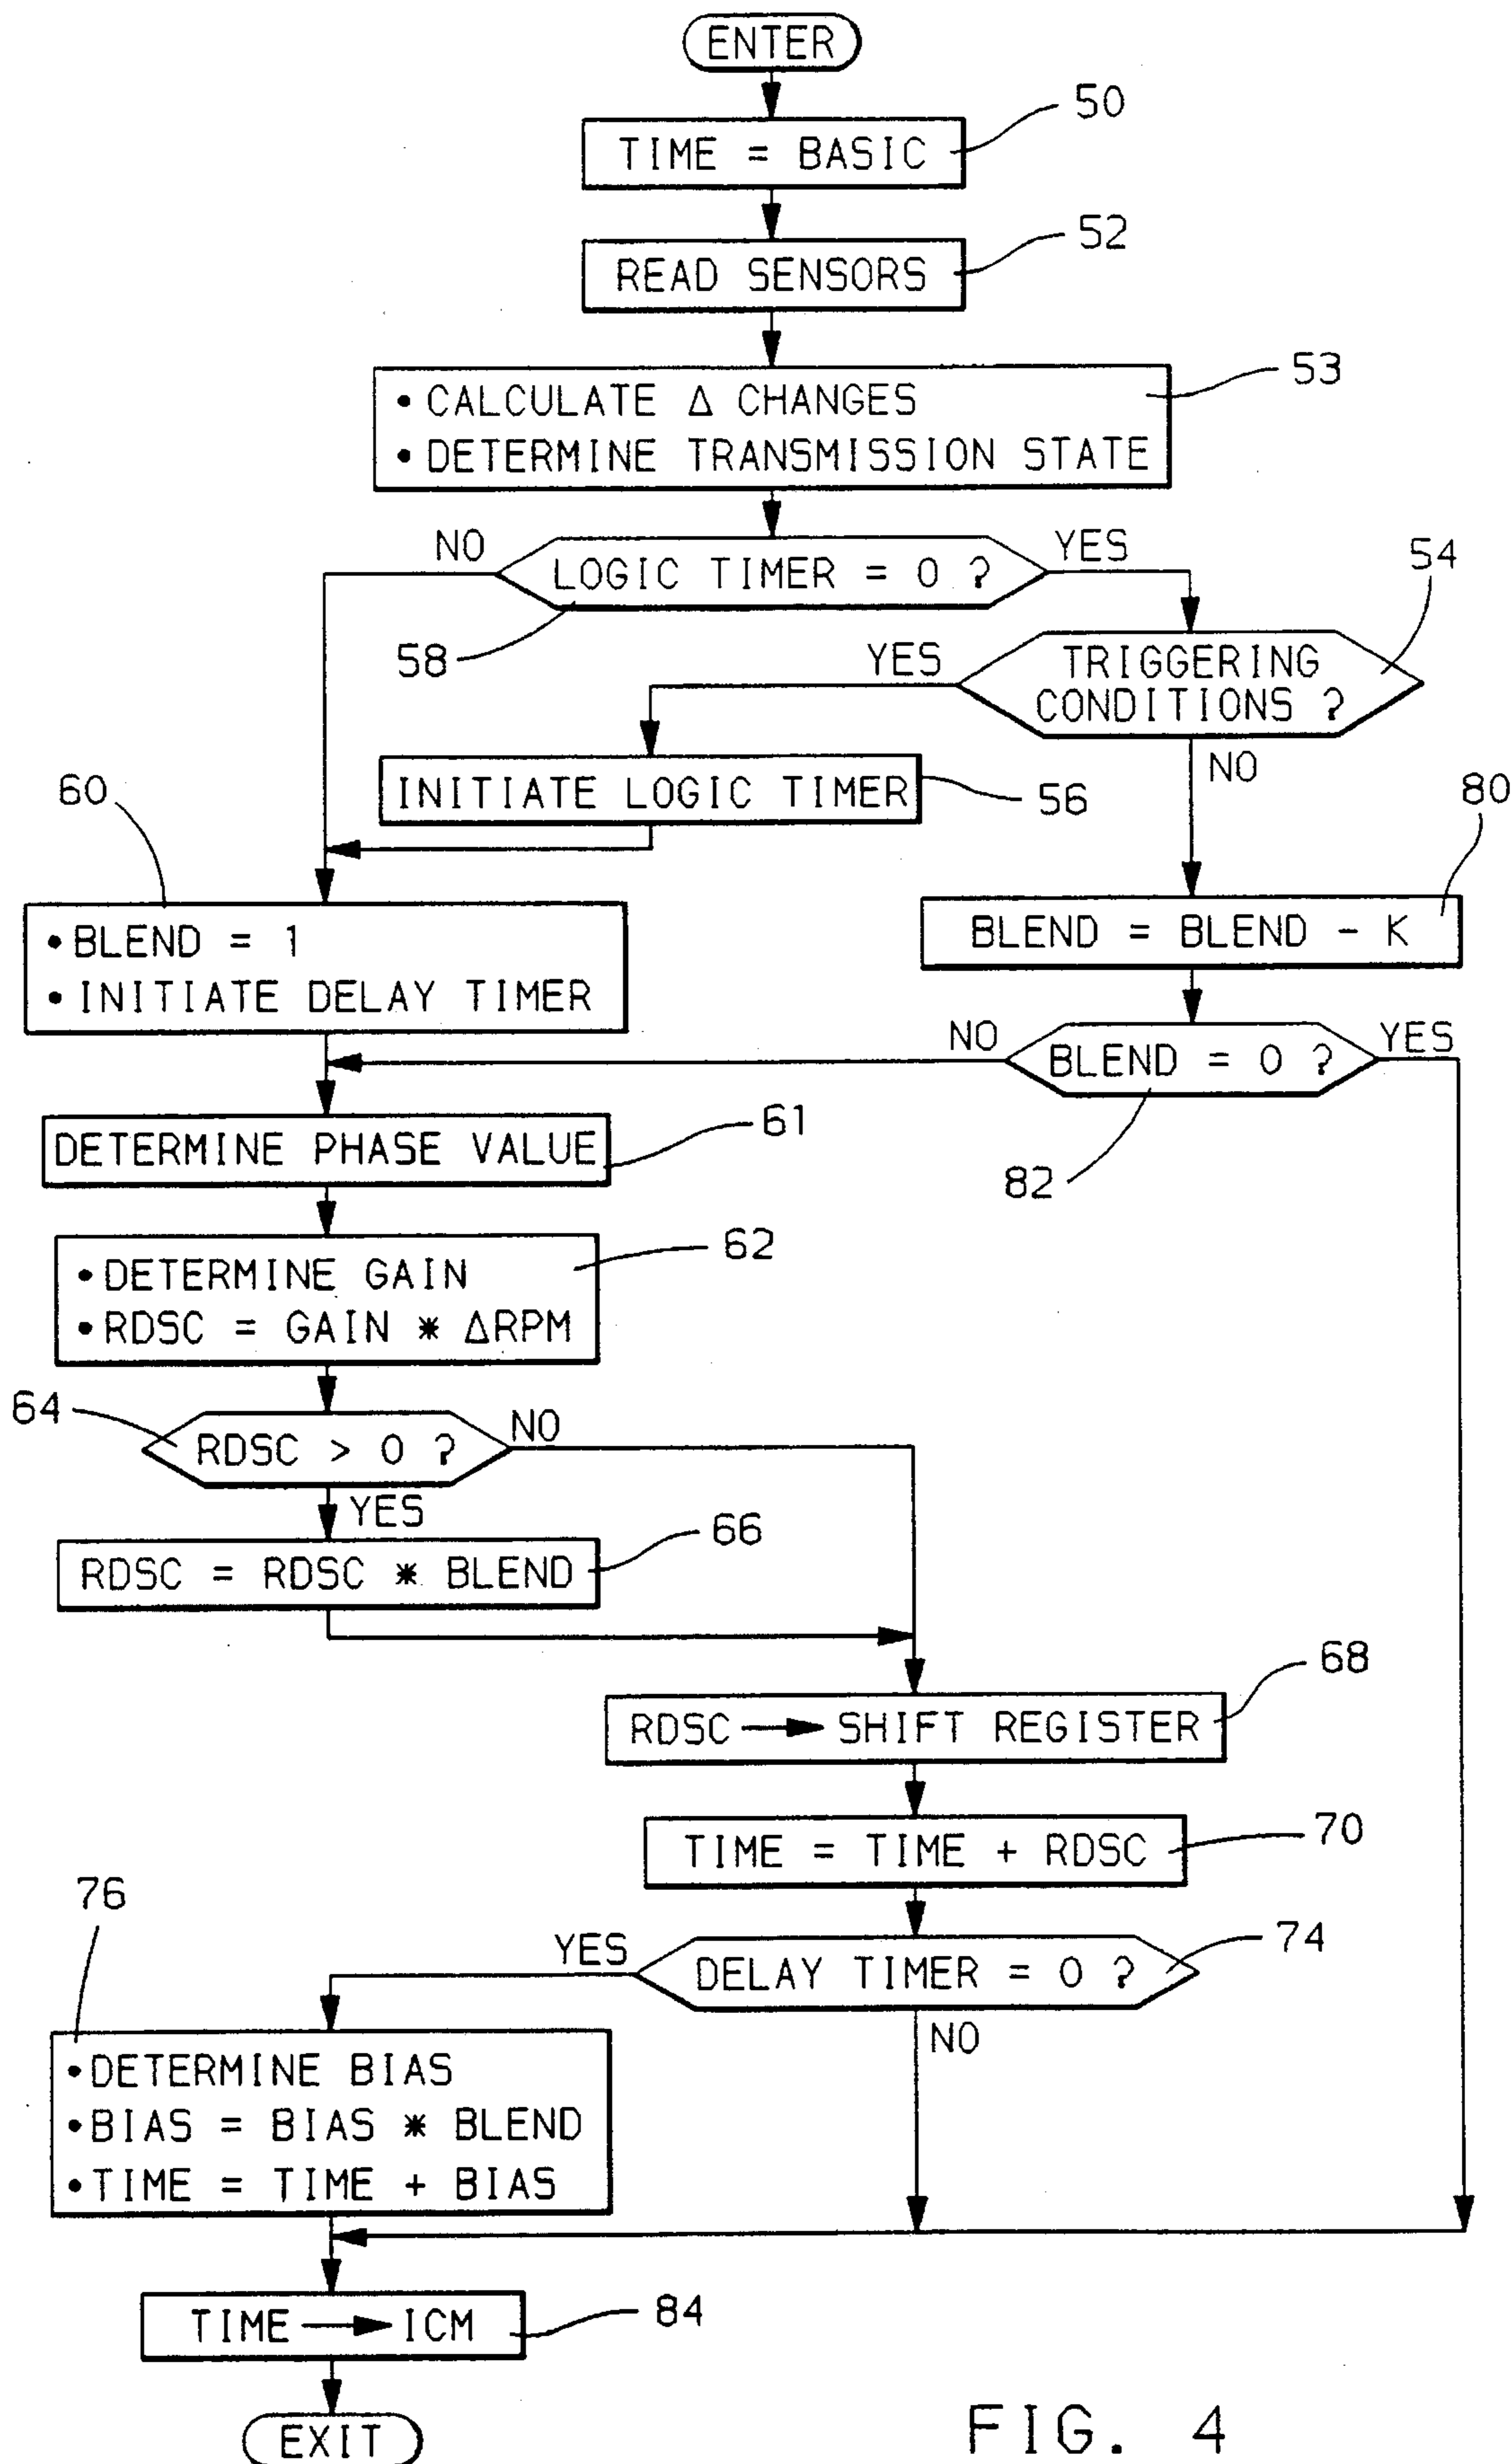 ENTER
50
TIME = BASIC
52
READ SENSORS
53
• CALCULATE Δ CHANGES
• DETERMINE TRANSMISSION STATE
NO
LOGIC TIMER = 0 ?
YES
54
58
YES
TRIGGERING
CONDITIONS ?
NO
60
INITIATE LOGIC TIMER
56
80
• BLEND = 1
• INITIATE DELAY TIMER
BLEND = BLEND - K
NO
BLEND = 0 ?
YES
82
DETERMINE PHASE VALUE
61
62
• DETERMINE GAIN
• RDSC = GAIN * ΔRPM
64
RDSC > 0 ?
NO
YES
66
RDSC = RDSC * BLEND
68
RDSC → SHIFT REGISTER
TIME = TIME + RDSC
70
76
YES
DELAY TIMER = 0 ?
74
NO
• DETERMINE BIAS
• BIAS = BIAS * BLEND
• TIME = TIME + BIAS
TIME → ICM
84
EXIT
FIG. 4